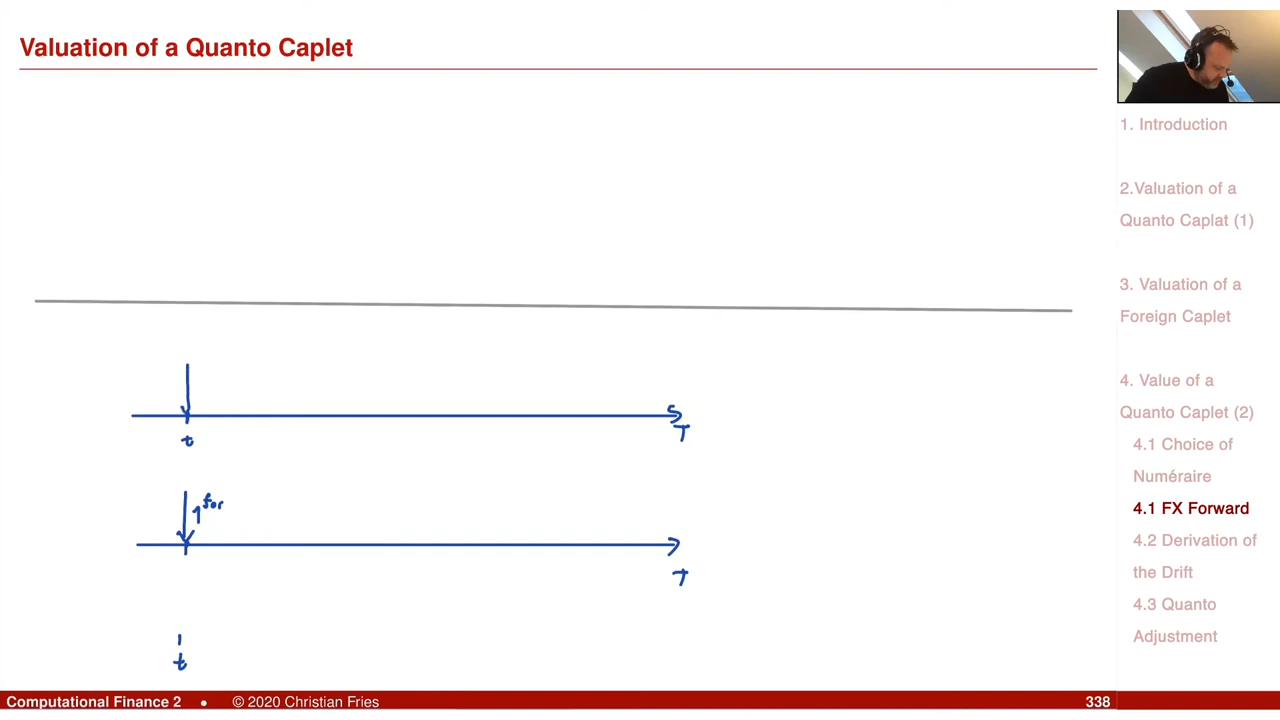 Valuation of a Quanto Caplet
t
T
1 for
T
t
1. Introduction
2.Valuation of a
Quanto Caplat (1)
3. Valuation of a
Foreign Caplet
4. Value of a
Quanto Caplet (2)
4.1 Choice of
Numéraire
4.1 FX Forward
4.2 Derivation of
the Drift
4.3 Quanto
Adjustment
Computational Finance 2 • © 2020 Christian Fries 338